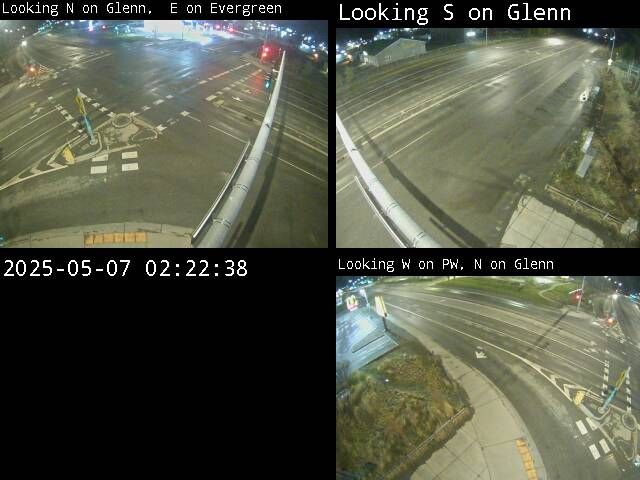 Looking N on Glenn,  E on Evergreen
Looking S on Glenn
2025-05-07 02:22:38
Looking W on PW, N on Glenn